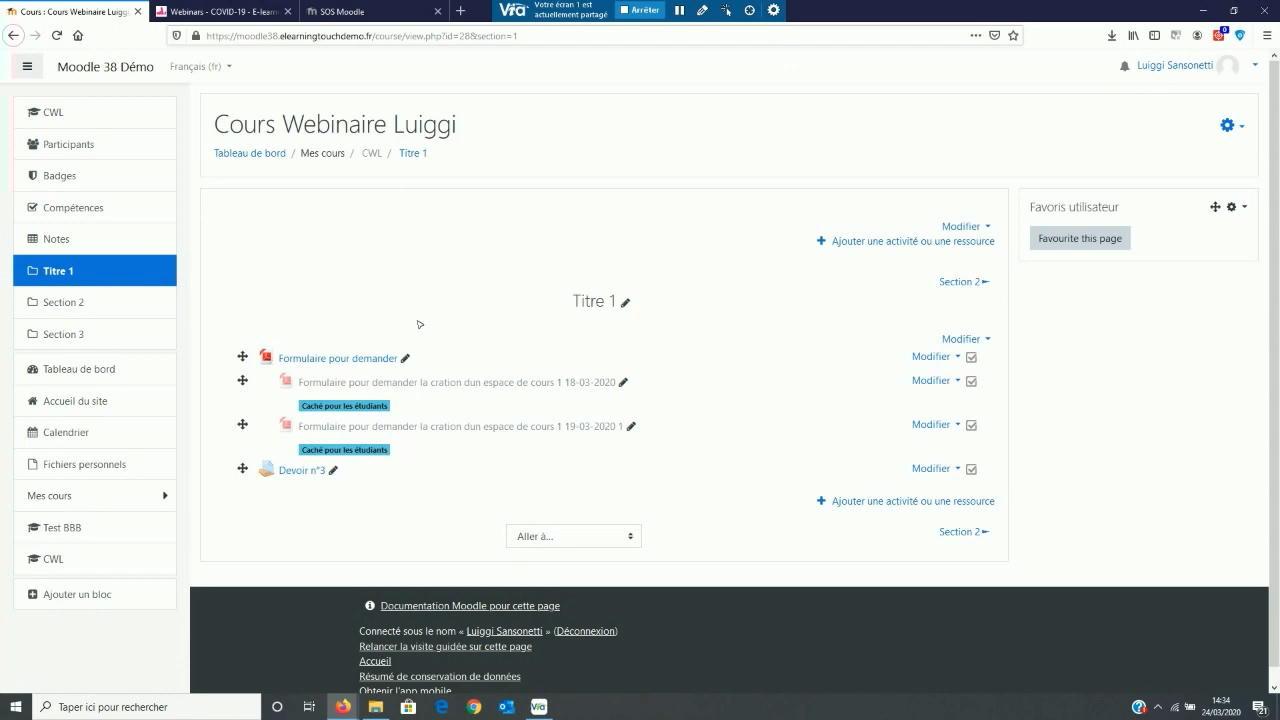 Cours : Cours Webinaire Luiggi
Webinars - COVID-19 - E-learn
SOS Moodle
Via
Votre écran 1 est
actuellement partagé
Arrêter
https://moodle38.elearningtouchdemo.fr/course/view.php?id=28&section=1
0
Moodle 38 Démo
Français (fr)
Luiggi Sansonetti
CWL
Participants
Badges
Compétences
Notes
Titre 1
Section 2
Section 3
Tableau de bord
Accueil du site
Calendrier
Fichiers personnels
Mes cours
Test BBB
CWL
Ajouter un bloc
Cours Webinaire Luiggi
Tableau de bord / Mes cours / CWL / Titre 1
Modifier
Ajouter une activité ou une ressource
Section 2
Titre 1
Modifier
Formulaire pour demander
Modifier
Formulaire pour demander la cration dun espace de cours 1 18-03-2020
Modifier
Caché pour les étudiants
Formulaire pour demander la cration dun espace de cours 1 19-03-2020 1
Modifier
Caché pour les étudiants
Devoir n°3
Modifier
Ajouter une activité ou une ressource
Aller à...
Section 2
Favoris utilisateur
Favourite this page
Documentation Moodle pour cette page
Connecté sous le nom « Luiggi Sansonetti » (Déconnexion)
Relancer la visite guidée sur cette page
Accueil
Résumé de conservation de données
Obtenir l'app mobile
Taper ici pour rechercher
Via
14:34
24/03/2020
21